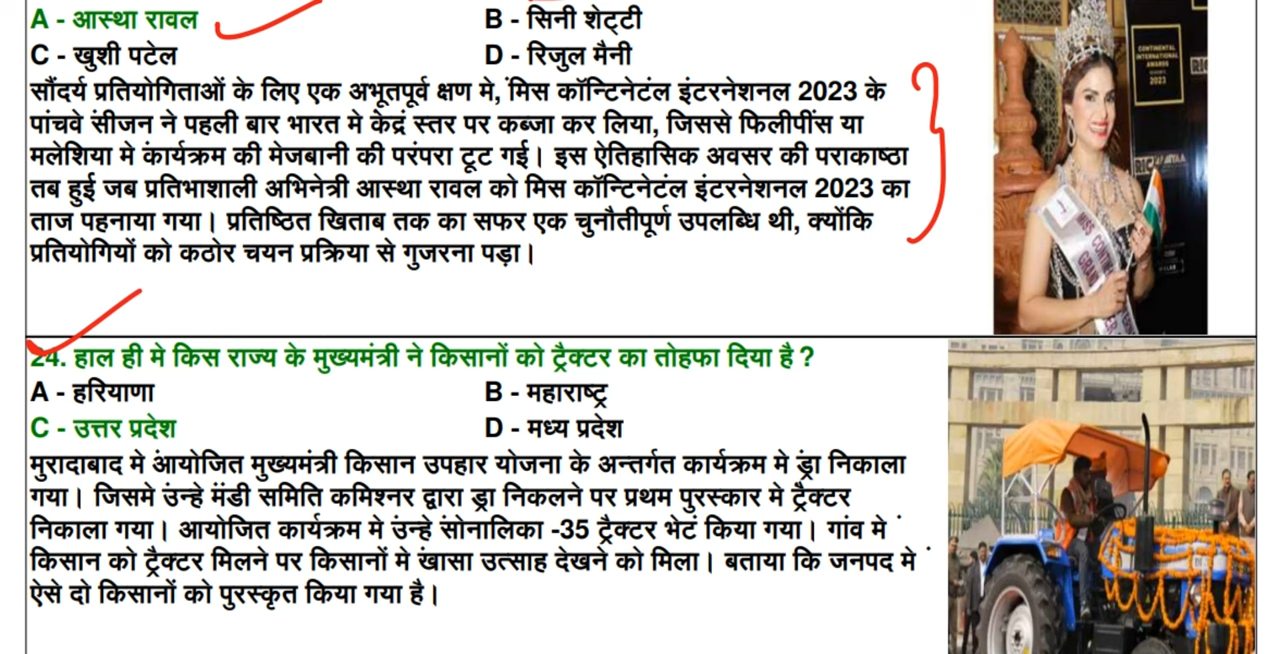 A - आस्था रावल
B - सिनी शेट्टी
C - खुशी पटेल
D - रिजुल मैनी
सौंदर्य प्रतियोगिताओं के लिए एक अभूतपूर्व क्षण मे, ंमिस कॉन्टिनेटंल इंटरनेशनल 2023 के
पांचवे संीजन ने पहली बार भारत मे केद्रं स्तर पर कब्जा कर लिया, जिससे फिलीपींस या
मलेशिया मे कंार्यक्रम की मेजबानी की परंपरा टूट गई। इस ऐतिहासिक अवसर की पराकाष्ठा
तब हुई जब प्रतिभाशाली अभिनेत्री आस्था रावल को मिस कॉन्टिनेटंल इंटरनेशनल 2023 का
ताज पहनाया गया। प्रतिष्ठित खिताब तक का सफर एक चुनौतीपूर्ण उपलब्धि थी, क्योंकि
प्रतियोगियों को कठोर चयन प्रक्रिया से गुजरना पड़ा।
CONTINENTAL
INTERNATIONAL
AWARDS
2023
24. हाल ही मे किस राज्य के मुख्यमंत्री ने किसानों को ट्रैक्टर का तोहफा दिया है ?
A - हरियाणा
B - महाराष्ट्र
C - उत्तर प्रदेश
D - मध्य प्रदेश
मुरादाबाद मे आंयोजित मुख्यमंत्री किसान उपहार योजना के अन्तर्गत कार्यक्रम मे ड्रंा निकाला
गया। जिसमे उंन्हे मंंडी समिति कमिश्नर द्वारा ड्रा निकलने पर प्रथम पुरस्कार मे ट्रैंक्टर
निकाला गया। आयोजित कार्यक्रम मे उंन्हे संोनालिका -35 ट्रैक्टर भेटं किया गया। गांव मे ं
किसान को ट्रैक्टर मिलने पर किसानों मे खंासा उत्साह देखने को मिला। बताया कि जनपद मे ं
ऐसे दो किसानों को पुरस्कृत किया गया है।